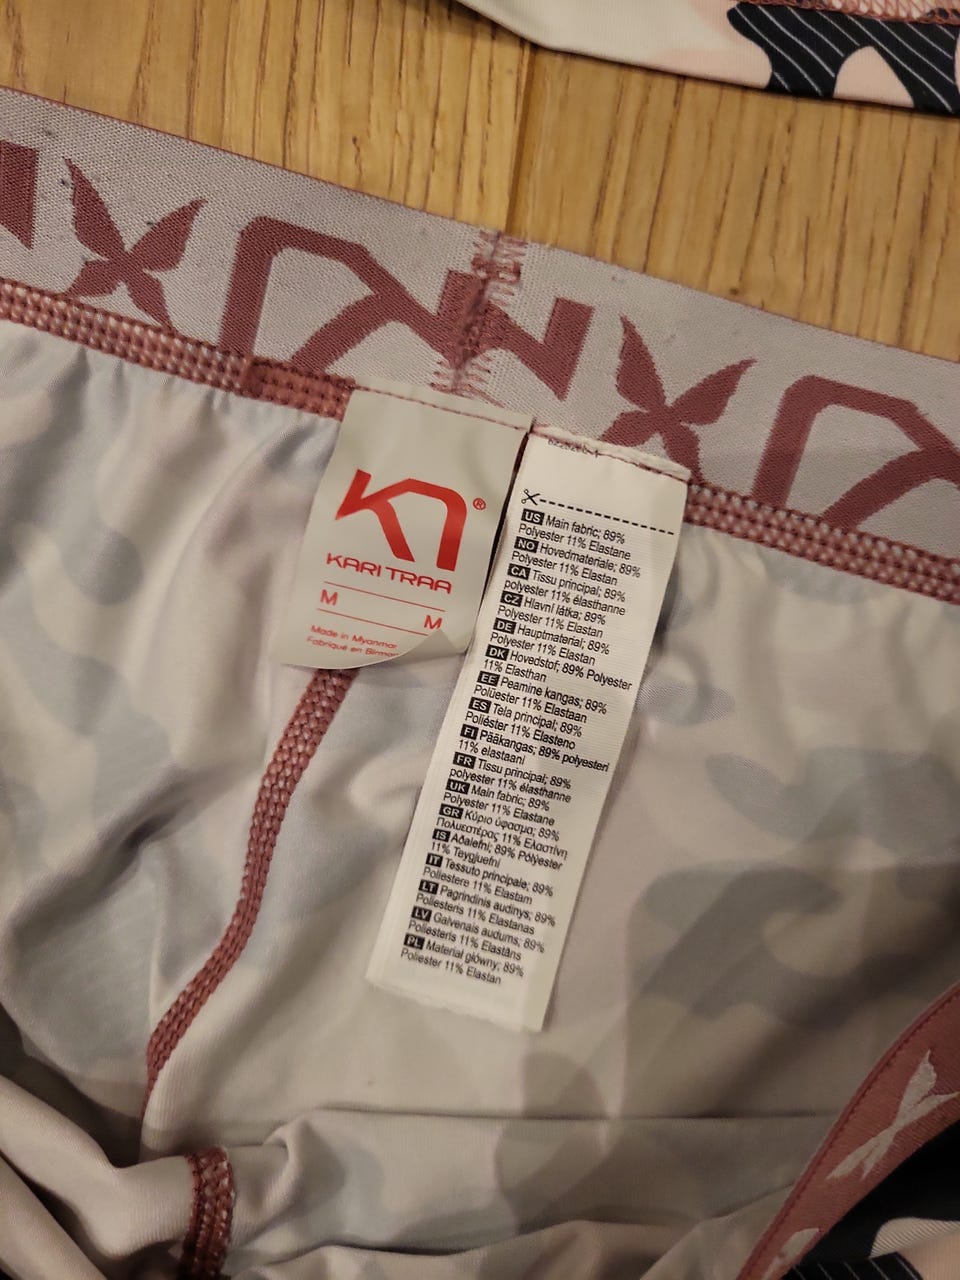 KARI TRAA
M M
Made in Myanmar
Fabriqué en
US Main fabric; 89%
Polyester 11% Elastane
NO Hovedmateriale; 89%
Polyester 11% Elastan
CA Tissu principal; 89%
polyester 11% élasthanne
CZ Hlavní látka; 89%
Polyester 11% Elastan
DE Hauptmaterial; 89%
Polyester 11% Elastan
DK Hovedstof; 89% Polyester
11% Elasthan
EE Peamine kangas; 89%
Polüester 11% Elastaan
ES Tela principal; 89%
Poliéster 11% Elasteno
FI Pääkangas; 89% polyesteri
11% elastaani
FR Tissu principal; 89%
polyester 11% élasthanne
UK Main fabric; 89%
Polyester 11% Elastane
GR Κύριο ύφασμα; 89%
Πολυεστέρας 11% Ελαστίνη
IS Aðalefni; 89% Pólýester
11% Teygjuefni
IT Tessuto principale; 89%
Poliestere 11% Elastam
LT Pagrindinis audinys; 89%
Poliesteris 11% Elastanas
LV Galvenais audums; 89%
Poliesteris 11% Elastāns
PL Materiał główny; 89%
Poliester 11% Elastan